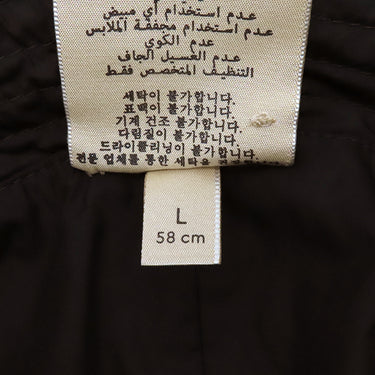 عدم استخدام أي مبيض
عدم استخدام مجففة الملابس
عدم الكوي
عدم الغسيل الجاف
التنظيف المتخصص فقط
세탁이 불가합니다.
표백이 불가합니다.
기계 건조 불가합니다.
다림질이 불가합니다.
드라이클리닝이 불가합니다.
전문 업체를 통한 세탁을
L
58 cm